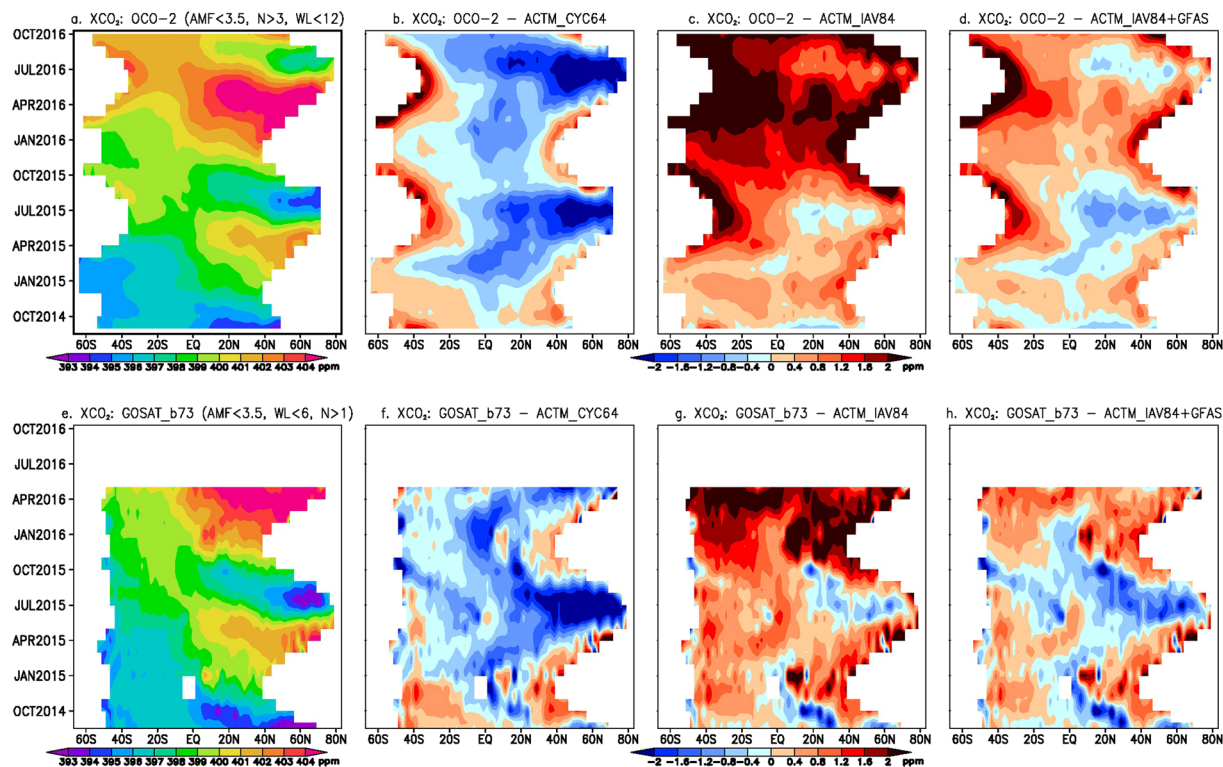 a. XCO₂: OCO-2 (AMF<3.5, N>3, WL<12)
b. XCO₂: OCO-2 - ACTM_CYC64
c. XCO₂: OCO-2 - ACTM_IAV84
d. XCO₂: OCO-2 - ACTM_IAV84+GFAS
OCT2016
JUL2016
APR2016
JAN2016
OCT2015
JUL2015
APR2015
JAN2015
OCT2014
60S 40S 20S EQ 20N 40N 60N 80N
60S 40S 20S EQ 20N 40N 60N 80N
60S 40S 20S EQ 20N 40N 60N 80N
60S 40S 20S EQ 20N 40N 60N 80N
393 394 395 396 397 398 399 400 401 402 403 404 ppm
-2 -1.6 -1.2 -0.8 -0.4 0 0.4 0.8 1.2 1.6 2 ppm
e. XCO₂: GOSAT_b73 (AMF<3.5, WL<6, N>1)
f. XCO₂: GOSAT_b73 - ACTM_CYC64
g. XCO₂: GOSAT_b73 - ACTM_IAV84
h. XCO₂: GOSAT_b73 - ACTM_IAV84+GFAS
OCT2016
JUL2016
APR2016
JAN2016
OCT2015
JUL2015
APR2015
JAN2015
OCT2014
60S 40S 20S EQ 20N 40N 60N 80N
60S 40S 20S EQ 20N 40N 60N 80N
60S 40S 20S EQ 20N 40N 60N 80N
60S 40S 20S EQ 20N 40N 60N 80N
393 394 395 396 397 398 399 400 401 402 403 404 ppm
-2 -1.6 -1.2 -0.8 -0.4 0 0.4 0.8 1.2 1.6 2 ppm